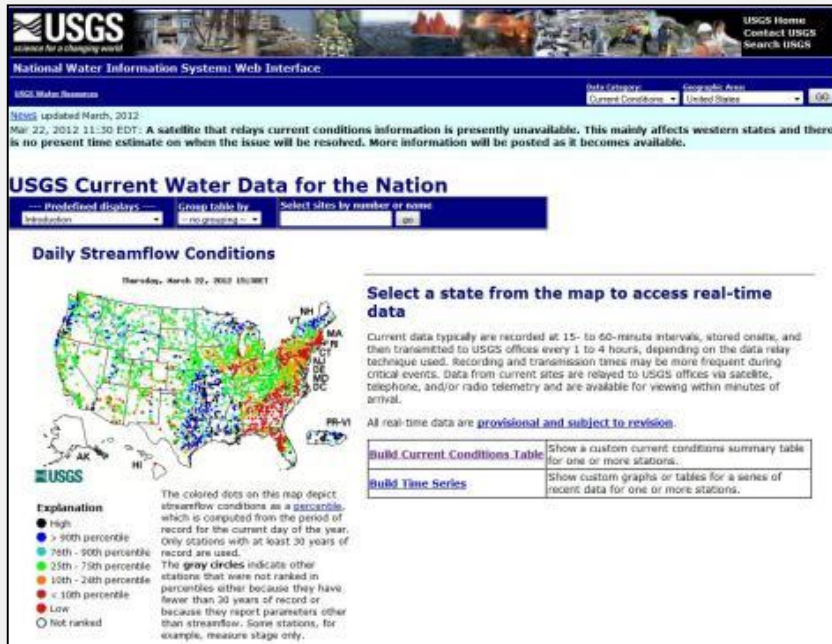 USGS
science for a changing world
USGS Home
Contact USGS
Search USGS
National Water Information System: Web Interface
USGS Water Resources
Data Category:
Geographic Area:
Current Conditions
United States
GO
News updated March, 2012
Mar 22, 2012 11:30 EDT: A satellite that relays current conditions information is presently unavailable. This mainly affects western states and there
is no present time estimate on when the issue will be resolved. More information will be posted as it becomes available.
USGS Current Water Data for the Nation
--- Predefined displays ---
Group table by
Select sites by number or name
Introduction
-- no grouping --
go
Daily Streamflow Conditions
Thursday, March 22, 2012 15:30ET
NH
VT
MA
RI
CT
NJ
DE
MD
DC
PR-VI
AK
HI
USGS
Select a state from the map to access real-time
data
Current data typically are recorded at 15- to 60-minute intervals, stored onsite, and
then transmitted to USGS offices every 1 to 4 hours, depending on the data relay
technique used. Recording and transmission times may be more frequent during
critical events. Data from current sites are relayed to USGS offices via satellite,
telephone, and/or radio telemetry and are available for viewing within minutes of
arrival.
All real-time data are provisional and subject to revision.
Build Current Conditions Table
Show a custom current conditions summary table
for one or more stations.
Build Time Series
Show custom graphs or tables for a series of
recent data for one or more stations.
Explanation
High
> 90th percentile
76th - 90th percentile
25th - 75th percentile
10th - 24th percentile
< 10th percentile
Low
Not ranked
The colored dots on this map depict
streamflow conditions as a percentile,
which is computed from the period of
record for the current day of the year.
Only stations with at least 30 years of
record are used.
The gray circles indicate other
stations that were not ranked in
percentiles either because they have
fewer than 30 years of record or
because they report parameters other
than streamflow. Some stations, for
example, measure stage only.